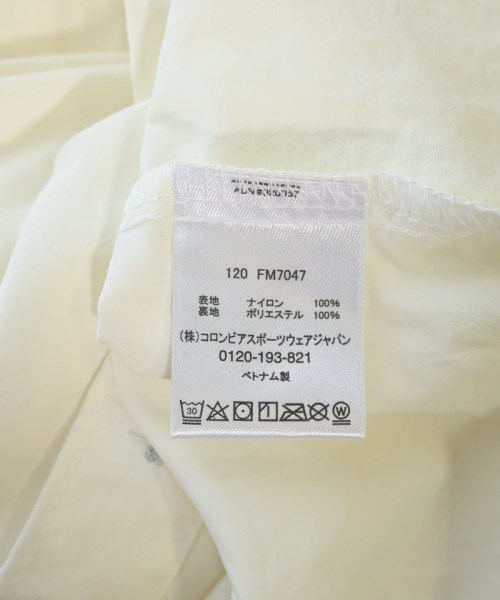 120 FM7047
表地 ナイロン 100%
裏地 ポリエステル 100%
(株)コロンビアスポーツウェアジャパン
0120-193-821
ベトナム製
30
W